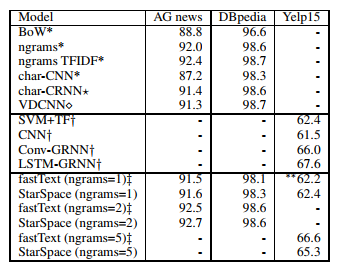 Model AG news DBpedia Yelp15
BoW* 88.8 96.6 -
ngrams* 92.0 98.6 -
ngrams TFIDF* 92.4 98.7 -
char-CNN* 87.2 98.3 -
char-CRNN⋆ 91.4 98.6 -
VDCNN⋄ 91.3 98.7 -
SVM+TF† - - 62.4
CNN† - - 61.5
Conv-GRNN† - - 66.0
LSTM-GRNN† - - 67.6
fastText (ngrams=1)‡ 91.5 98.1 **62.2
StarSpace (ngrams=1) 91.6 98.3 62.4
fastText (ngrams=2)‡ 92.5 98.6 -
StarSpace (ngrams=2) 92.7 98.6 -
fastText (ngrams=5)‡ - - 66.6
StarSpace (ngrams=5) - - 65.3